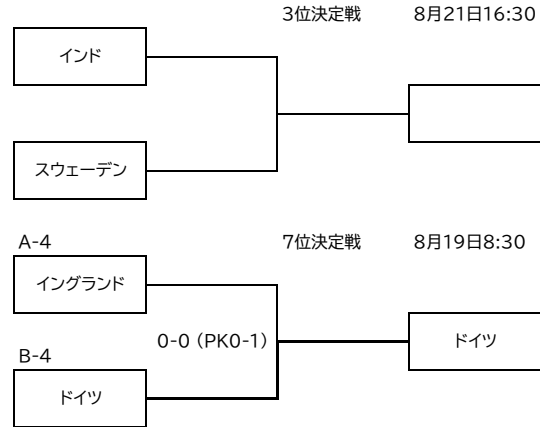 3位決定戦 8月21日16:30
インド
スウェーデン
A-4 7位決定戦 8月19日8:30
イングランド
0-0 (PK0-1) ドイツ
B-4
ドイツ